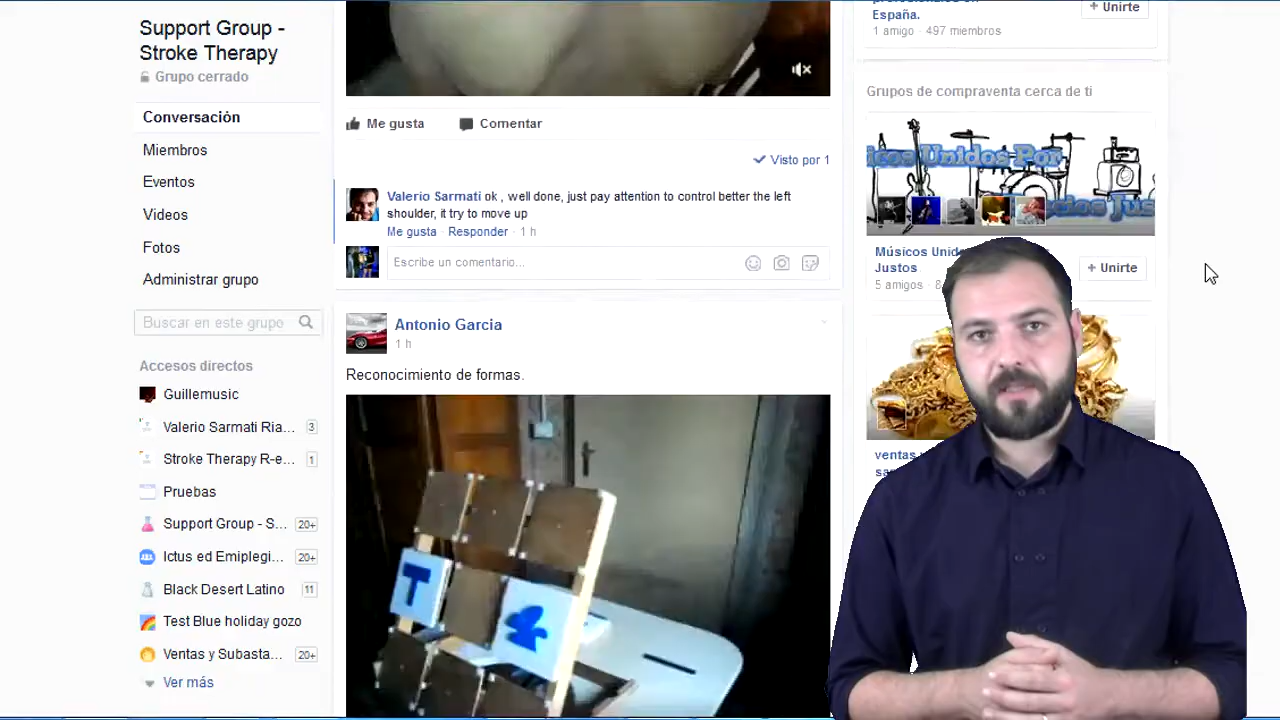 Support Group -
Stroke Therapy
Grupo cerrado
Conversación
Miembros
Eventos
Videos
Fotos
Administrar grupo
Buscar en este grupo
Accesos directos
Guillemusic
Valerio Sarmati Ria... 3
Stroke Therapy R-e... 1
Pruebas
Support Group - S... 20+
Ictus ed Emiplegi... 20+
Black Desert Latino 11
Test Blue holiday gozo
Ventas y Subasta... 20+
Ver más
Me gusta Comentar
Visto por 1
Valerio Sarmati ok , well done, just pay attention to control better the left
shoulder, it try to move up
Me gusta · Responder · 1 h
Escribe un comentario...
Antonio Garcia
1 h
Reconocimiento de formas.
T
España.
+ Unirte
1 amigo · 497 miembros
Grupos de compraventa cerca de ti
Unidos Por
Músicos
Justos
+ Unirte
5 amigos ·
ventas